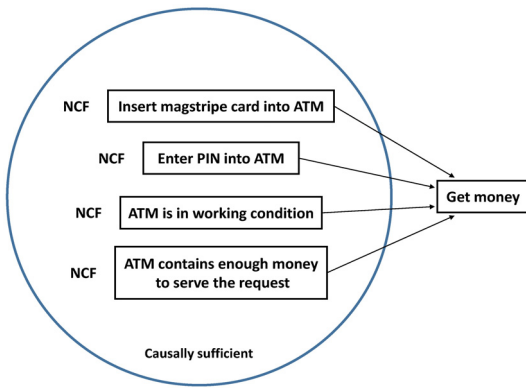 NCF Insert magstripe card into ATM
NCF Enter PIN into ATM
Get money
NCF ATM is in working condition
NCF ATM contains enough money
to serve the request
Causally sufficient